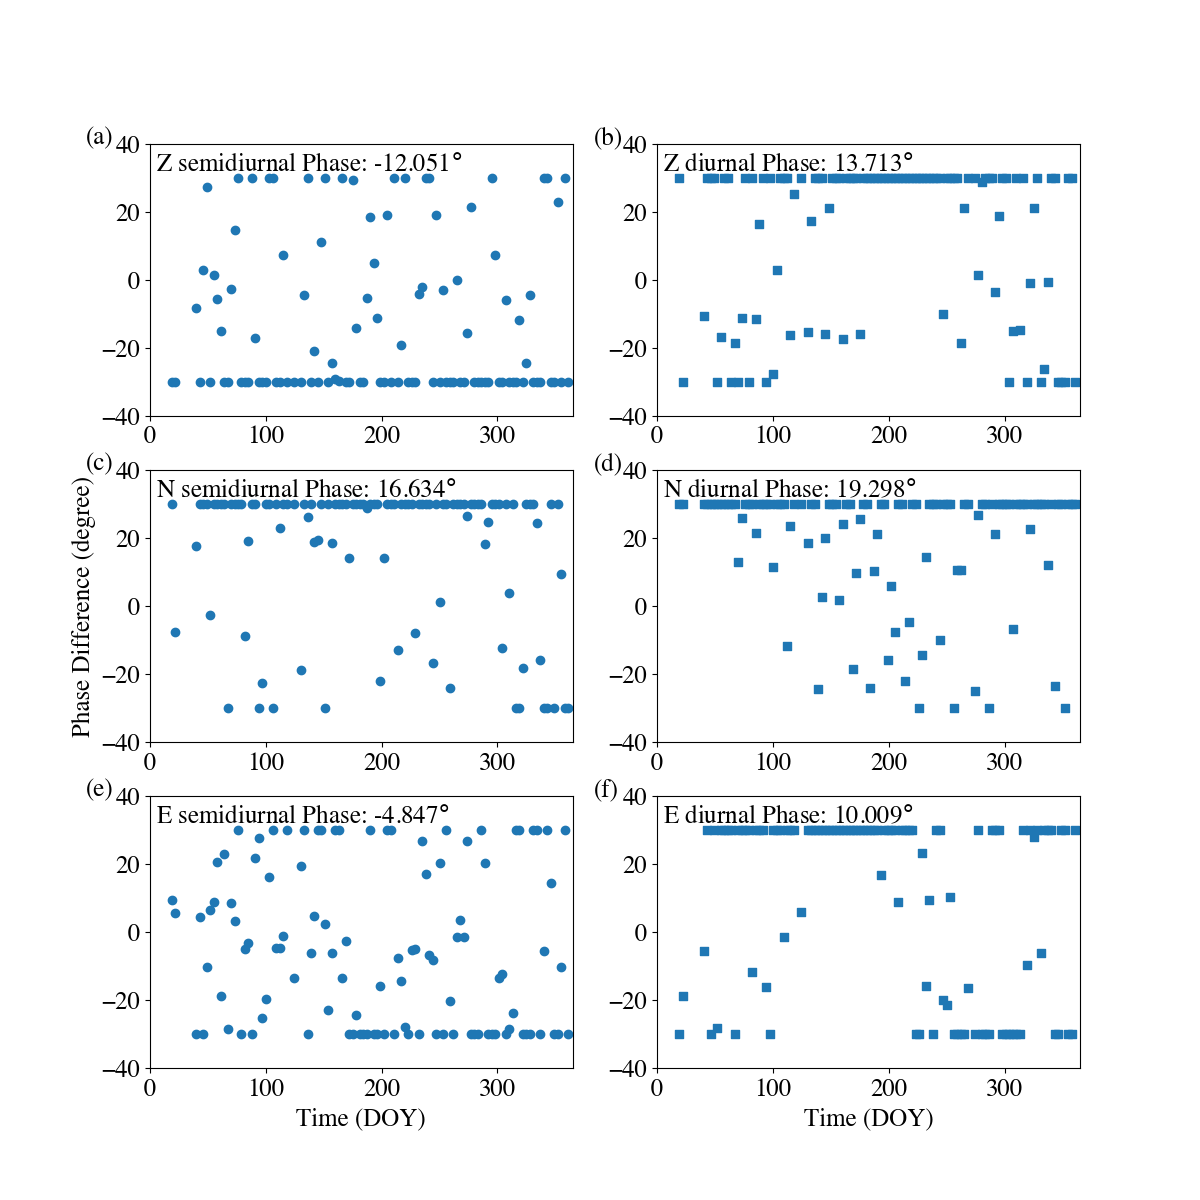 (a)
40
Z semidiurnal Phase: -12.051°
20
0
−20
−40
0 100 200 300
(b)
40
Z diurnal Phase: 13.713°
20
0
−20
−40
0 100 200 300
Phase Difference (degree)
(c)
40
N semidiurnal Phase: 16.634°
20
0
−20
−40
0 100 200 300
(d)
40
N diurnal Phase: 19.298°
20
0
−20
−40
0 100 200 300
(e)
40
E semidiurnal Phase: -4.847°
20
0
−20
−40
0 100 200 300
Time (DOY)
(f)
40
E diurnal Phase: 10.009°
20
0
−20
−40
0 100 200 300
Time (DOY)